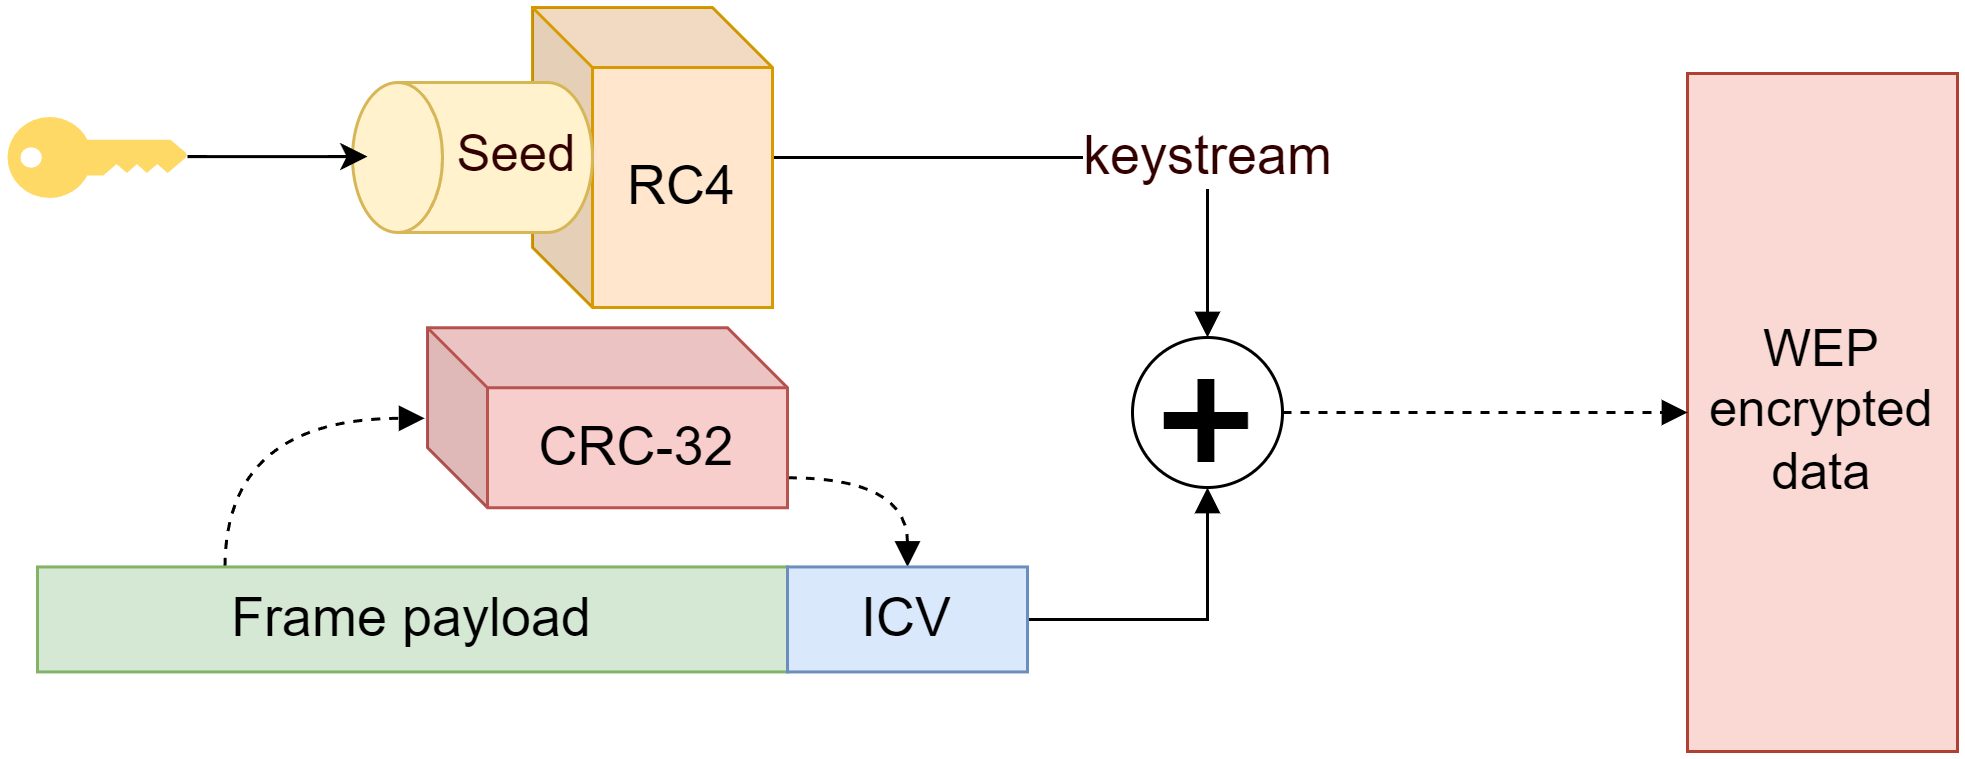 Seed
RC4
keystream
CRC-32
Frame payload
ICV
WEP
encrypted
data